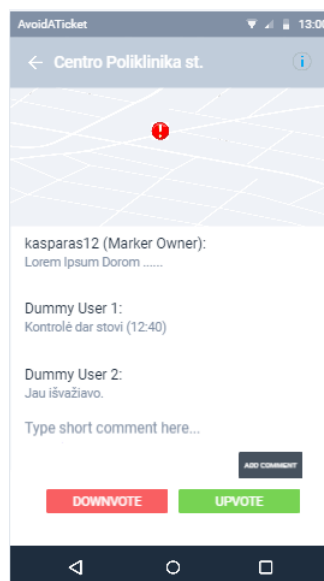 AvoidATicket 13:00
Centro Poliklinika st.
kasparas12 (Marker Owner):
Lorem Ipsum Dorom ......
Dummy User 1:
Kontrolė dar stovi (12:40)
Dummy User 2:
Jau išvažiavo.
Type short comment here...
ADD COMMENT
DOWNVOTE UPVOTE